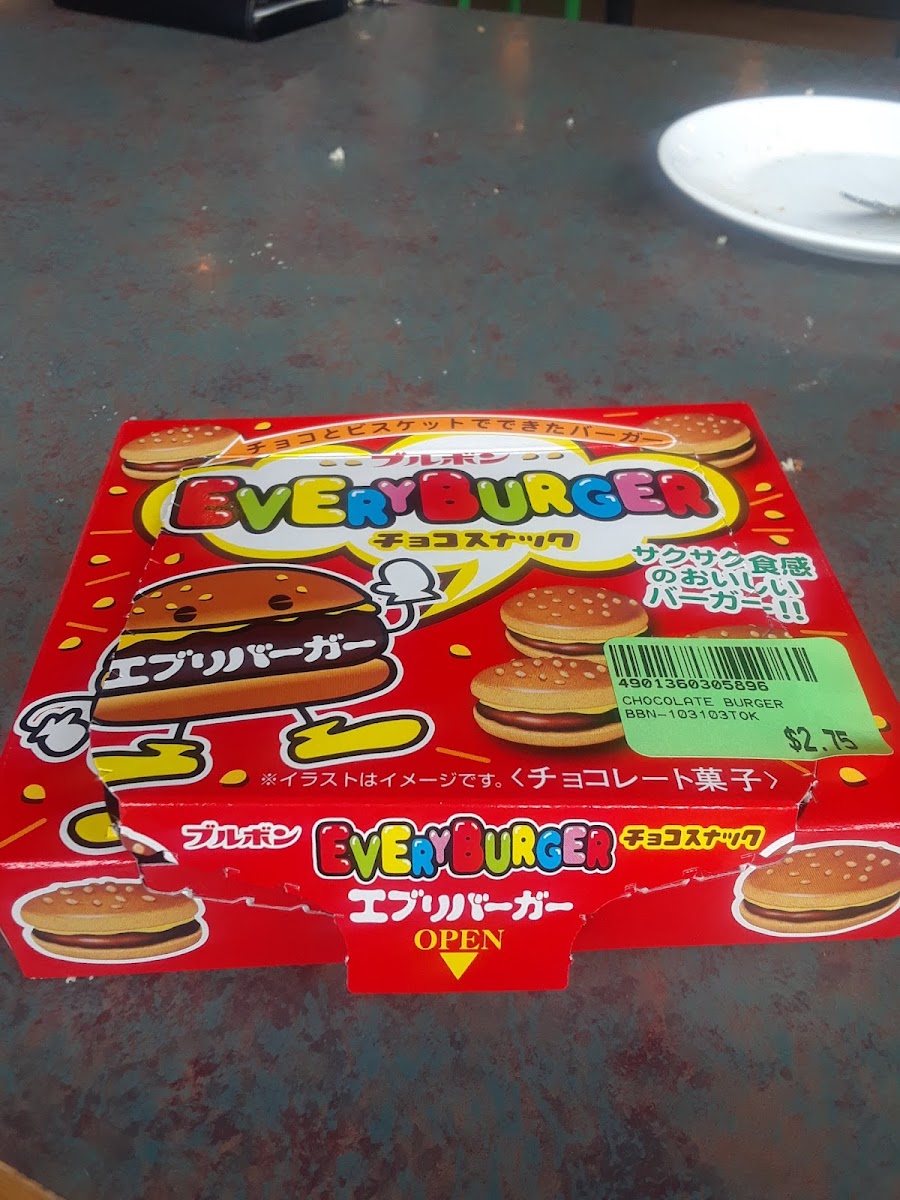 チョコとビスケットでできたバーガー
ブルボン
EVERYBURGER
チョコスナック
サクサク食感
のおいしい
バーガー!!
エブリバーガー
4901360305896
CHOCOLATE BURGER
BBN-103103TOK
$2.75
※イラストはイメージです。〈チョコレート菓子〉
ブルボン EVERYBURGER チョコスナック
エブリバーガー
OPEN